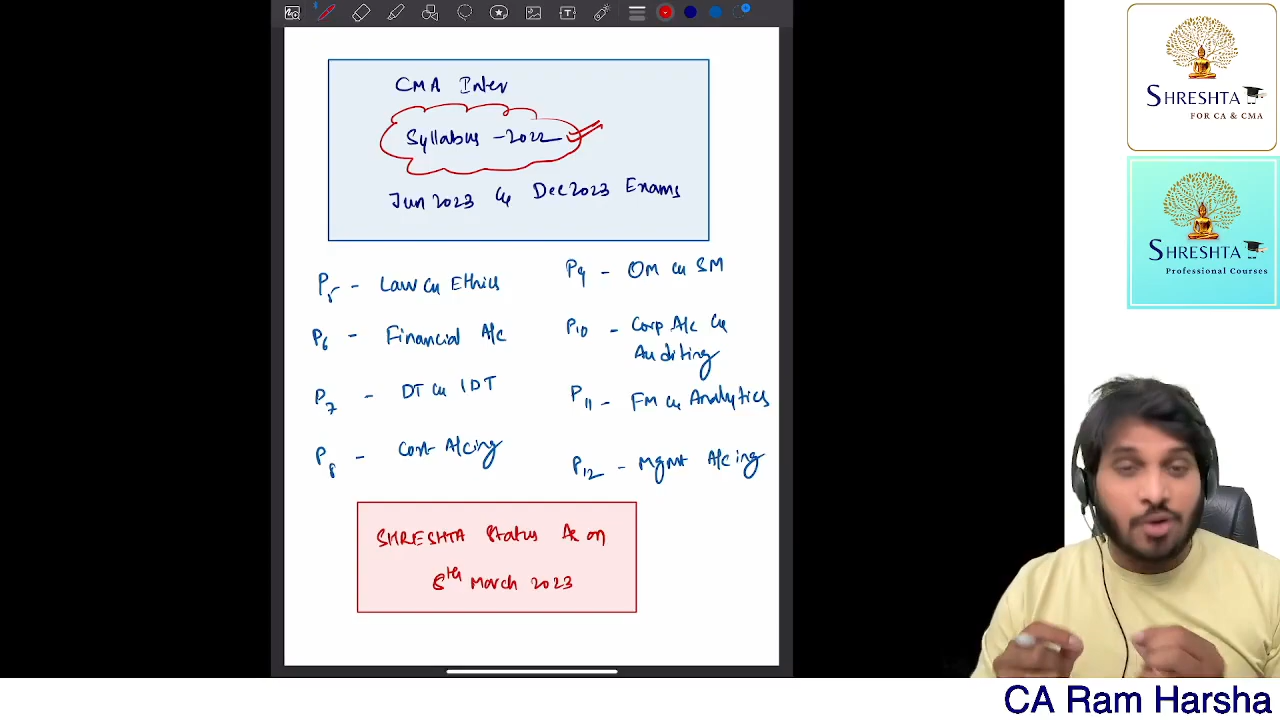 CMA Inter
Syllabus - 2022
Jun 2023 & Dec 2023 Exams
P5 - Law & Ethics
P6 - Financial A/c
P7 - DT & IDT
P8 - Cost A/cing
P9 - OM & SM
P10 - Corp A/c &
Auditing
P11 - FM & Analytics
P12 - Mgmt A/cing
SHRESHTA Status As on
8th March 2023
SHRESHTA
FOR CA & CMA
SHRESHTA
Professional Courses
CA Ram Harsha